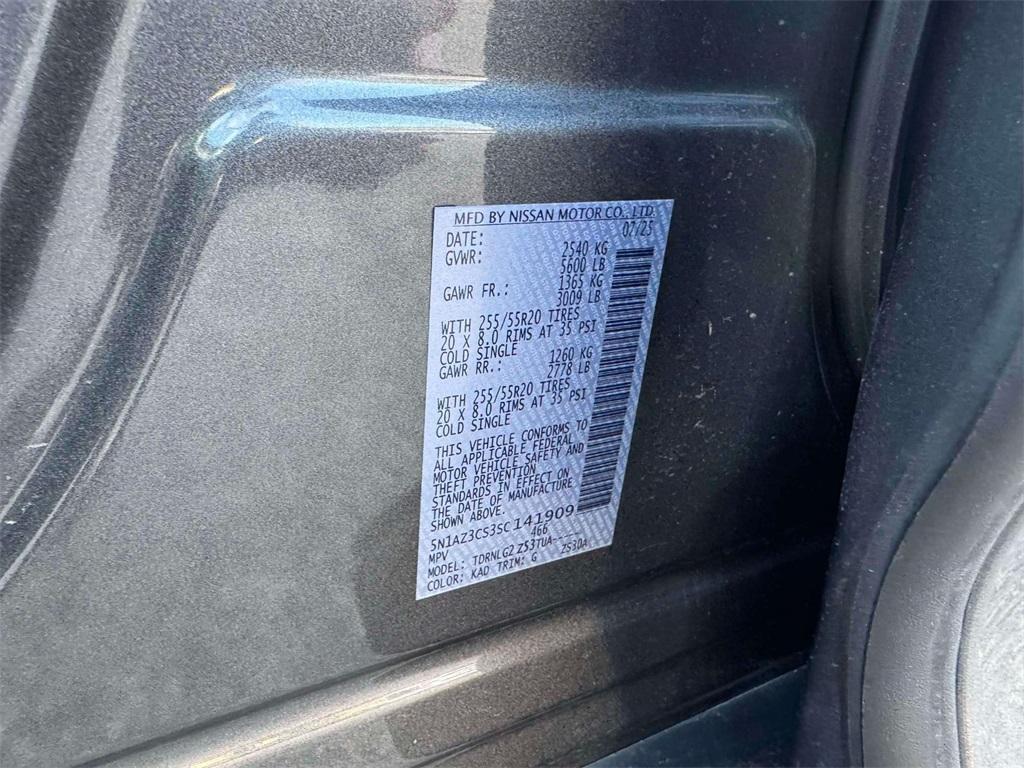 MFD BY NISSAN MOTOR CO., LTD.
DATE: 02/25
GVWR: 2540 KG
5600 LB
GAWR FR.: 1365 KG
3009 LB
WITH 255/55R20 TIRES
20 X 8.0 RIMS AT 35 PSI
COLD SINGLE
GAWR RR.: 1260 KG
2778 LB
WITH 255/55R20 TIRES
20 X 8.0 RIMS AT 35 PSI
COLD SINGLE
THIS VEHICLE CONFORMS TO
ALL APPLICABLE FEDERAL
MOTOR VEHICLE SAFETY AND
THEFT PREVENTION
STANDARDS IN EFFECT ON
THE DATE OF MANUFACTURE
SHOWN ABOVE.
5N1AZ3CS3SC141909
MPV 466
MODEL: TDRNLG2 ZS3TUA-----
COLOR: KAD TRIM: G ZS30A